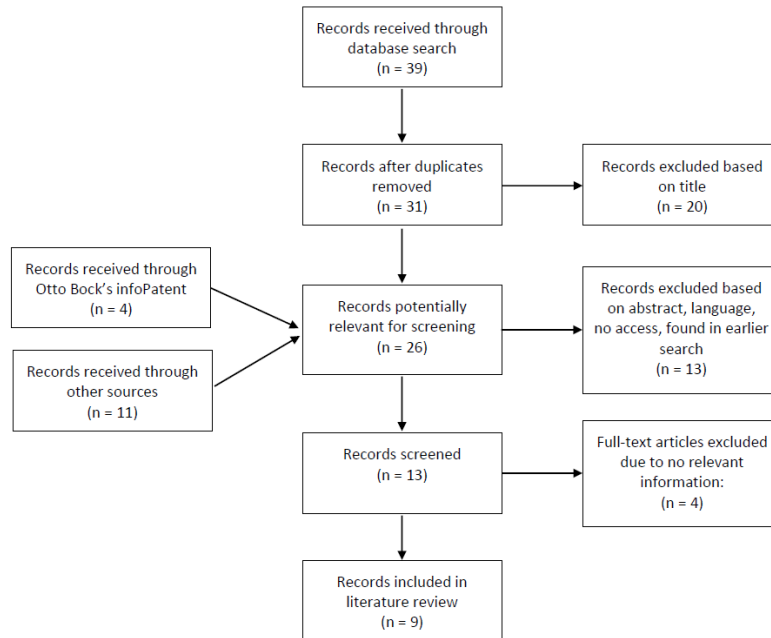 Records received through
database search
(n = 39)
Records after duplicates
removed
(n = 31)
Records excluded based
on title
(n = 20)
Records received through
Otto Bock's infoPatent
(n = 4)
Records potentially
relevant for screening
(n = 26)
Records excluded based
on abstract, language,
no access, found in earlier
search
(n = 13)
Records received through
other sources
(n = 11)
Records screened
(n = 13)
Full-text articles excluded
due to no relevant
information:
(n = 4)
Records included in
literature review
(n = 9)